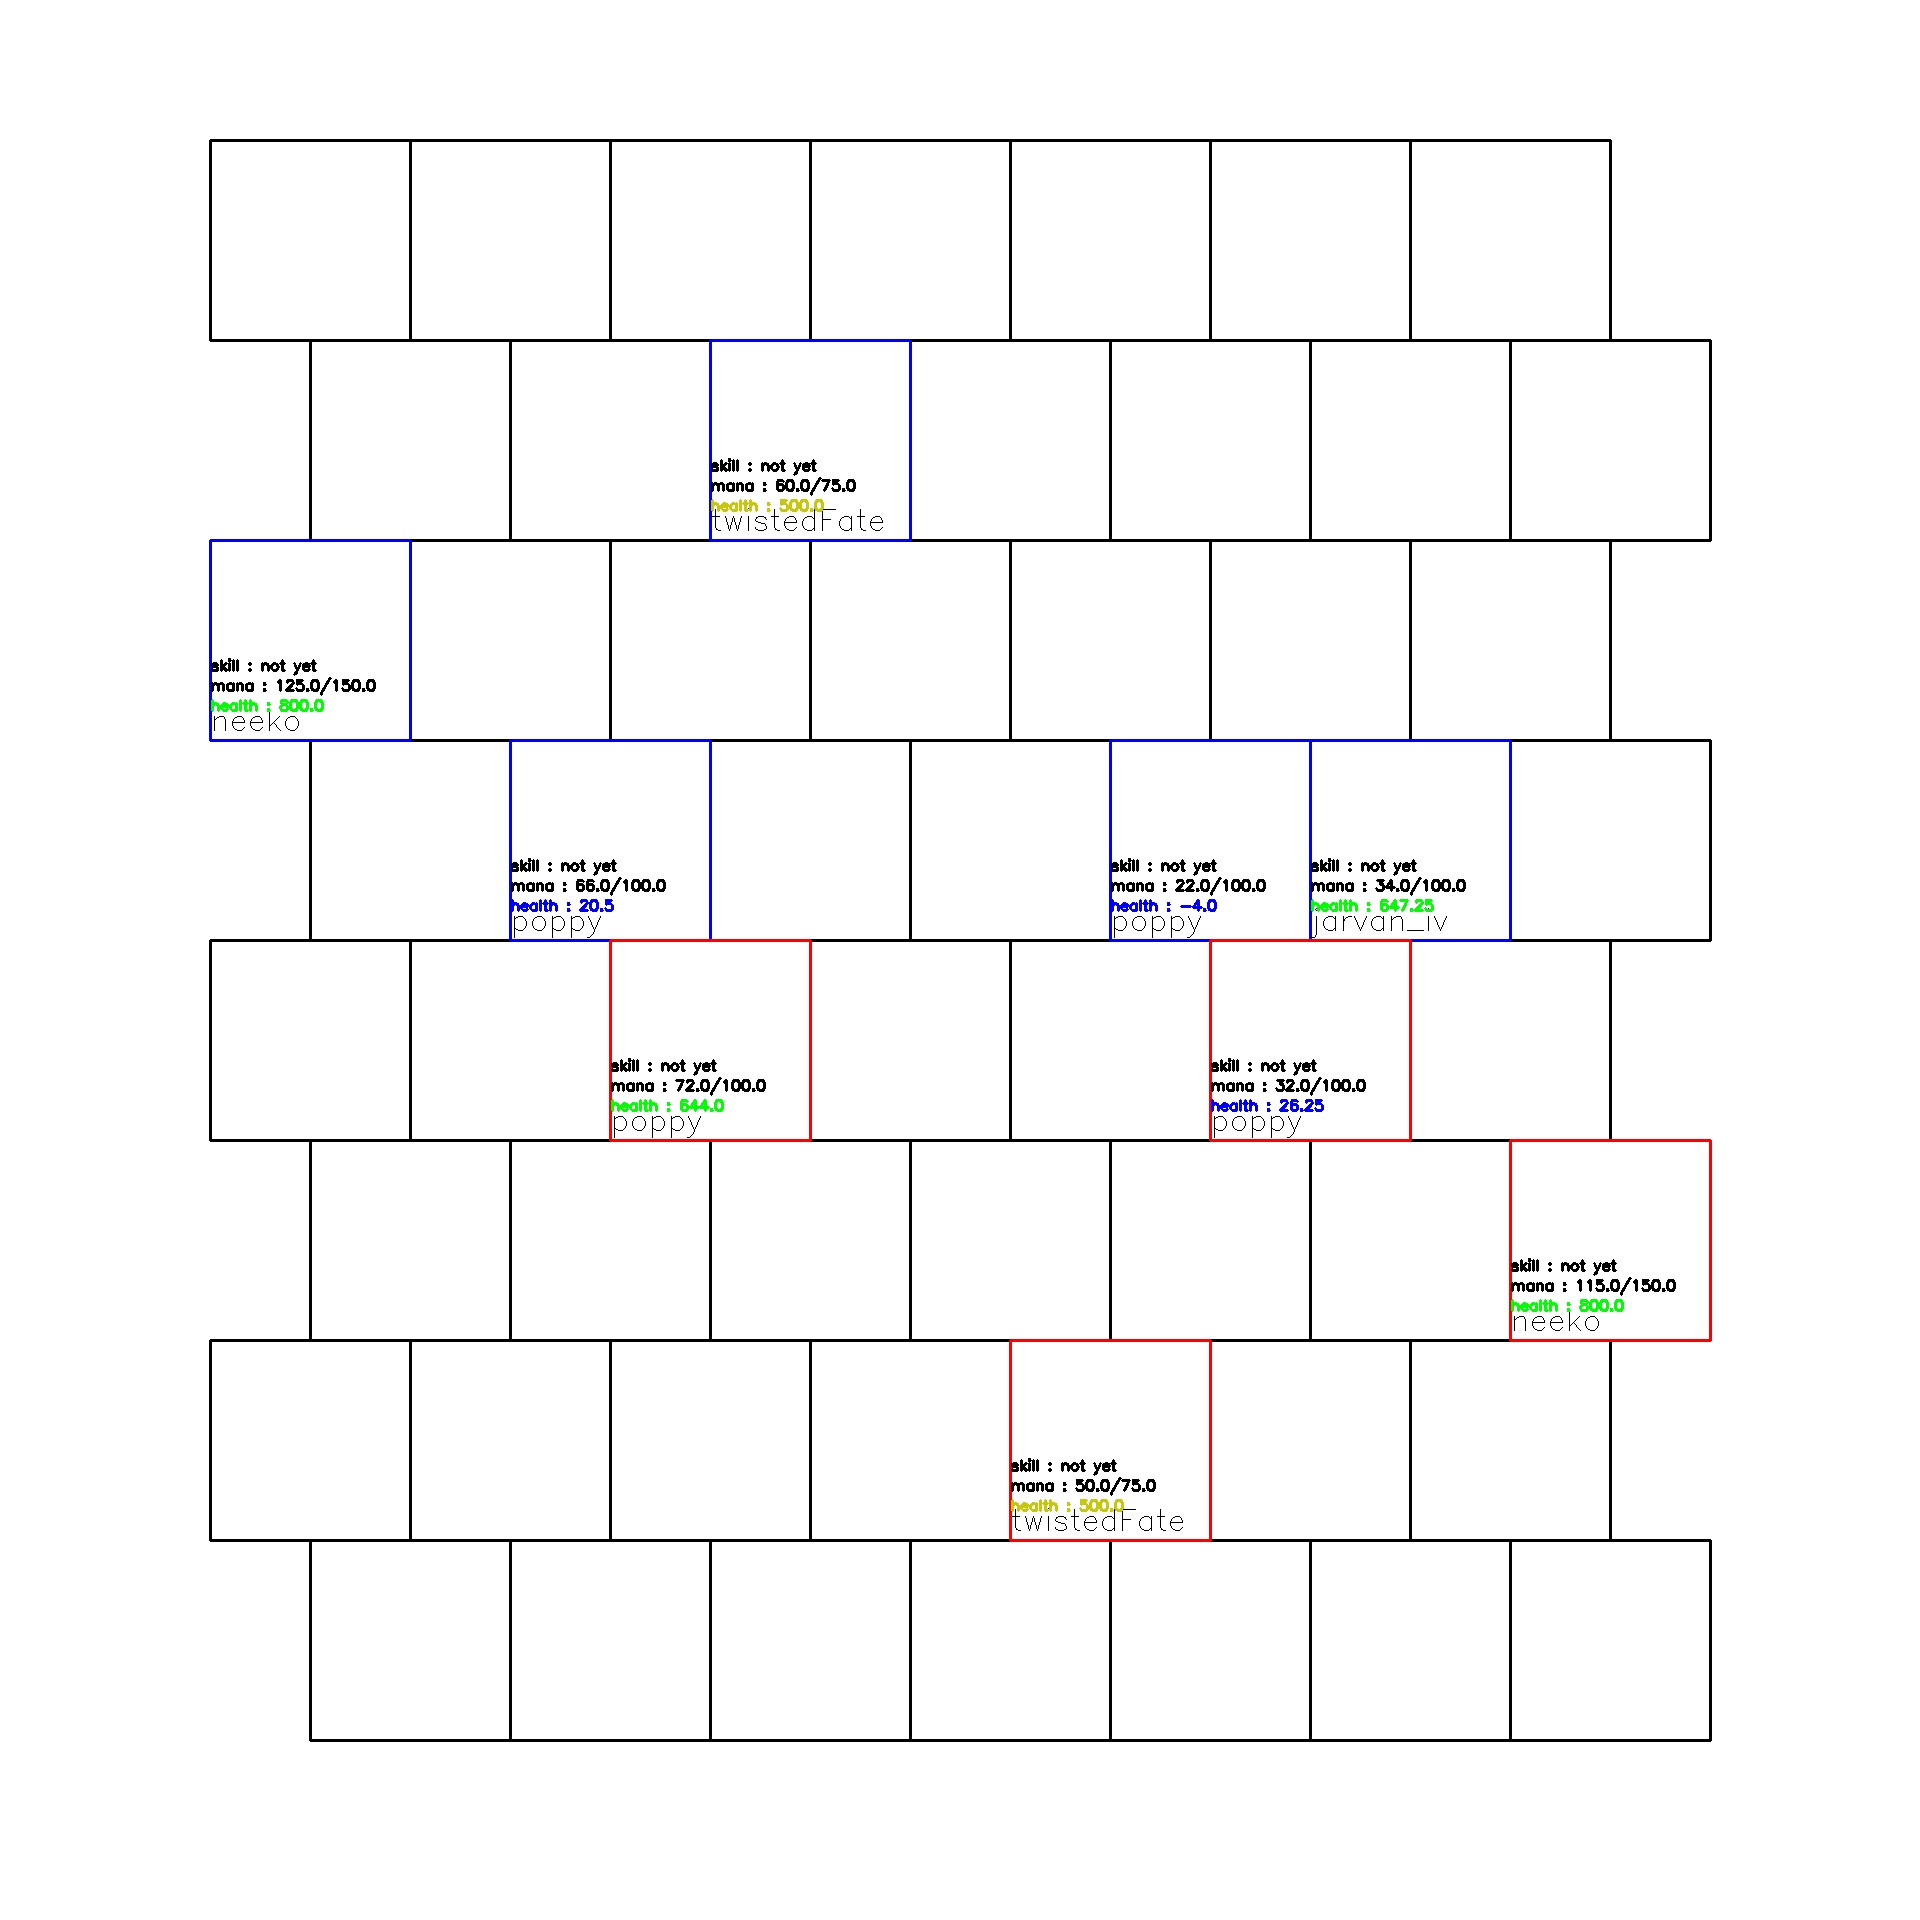 skill : not yet
mana : 60.0/75.0
health : 500.0
twistedFate
skill : not yet
mana : 125.0/150.0
health : 800.0
neeko
skill : not yet
mana : 66.0/100.0
health : 20.5
poppy
skill : not yet
mana : 22.0/100.0
health : -4.0
poppy
skill : not yet
mana : 34.0/100.0
health : 647.25
jarvan_iv
skill : not yet
mana : 72.0/100.0
health : 644.0
poppy
skill : not yet
mana : 32.0/100.0
health : 26.25
poppy
skill : not yet
mana : 115.0/150.0
health : 800.0
neeko
skill : not yet
mana : 50.0/75.0
health : 500.0
twistedFate